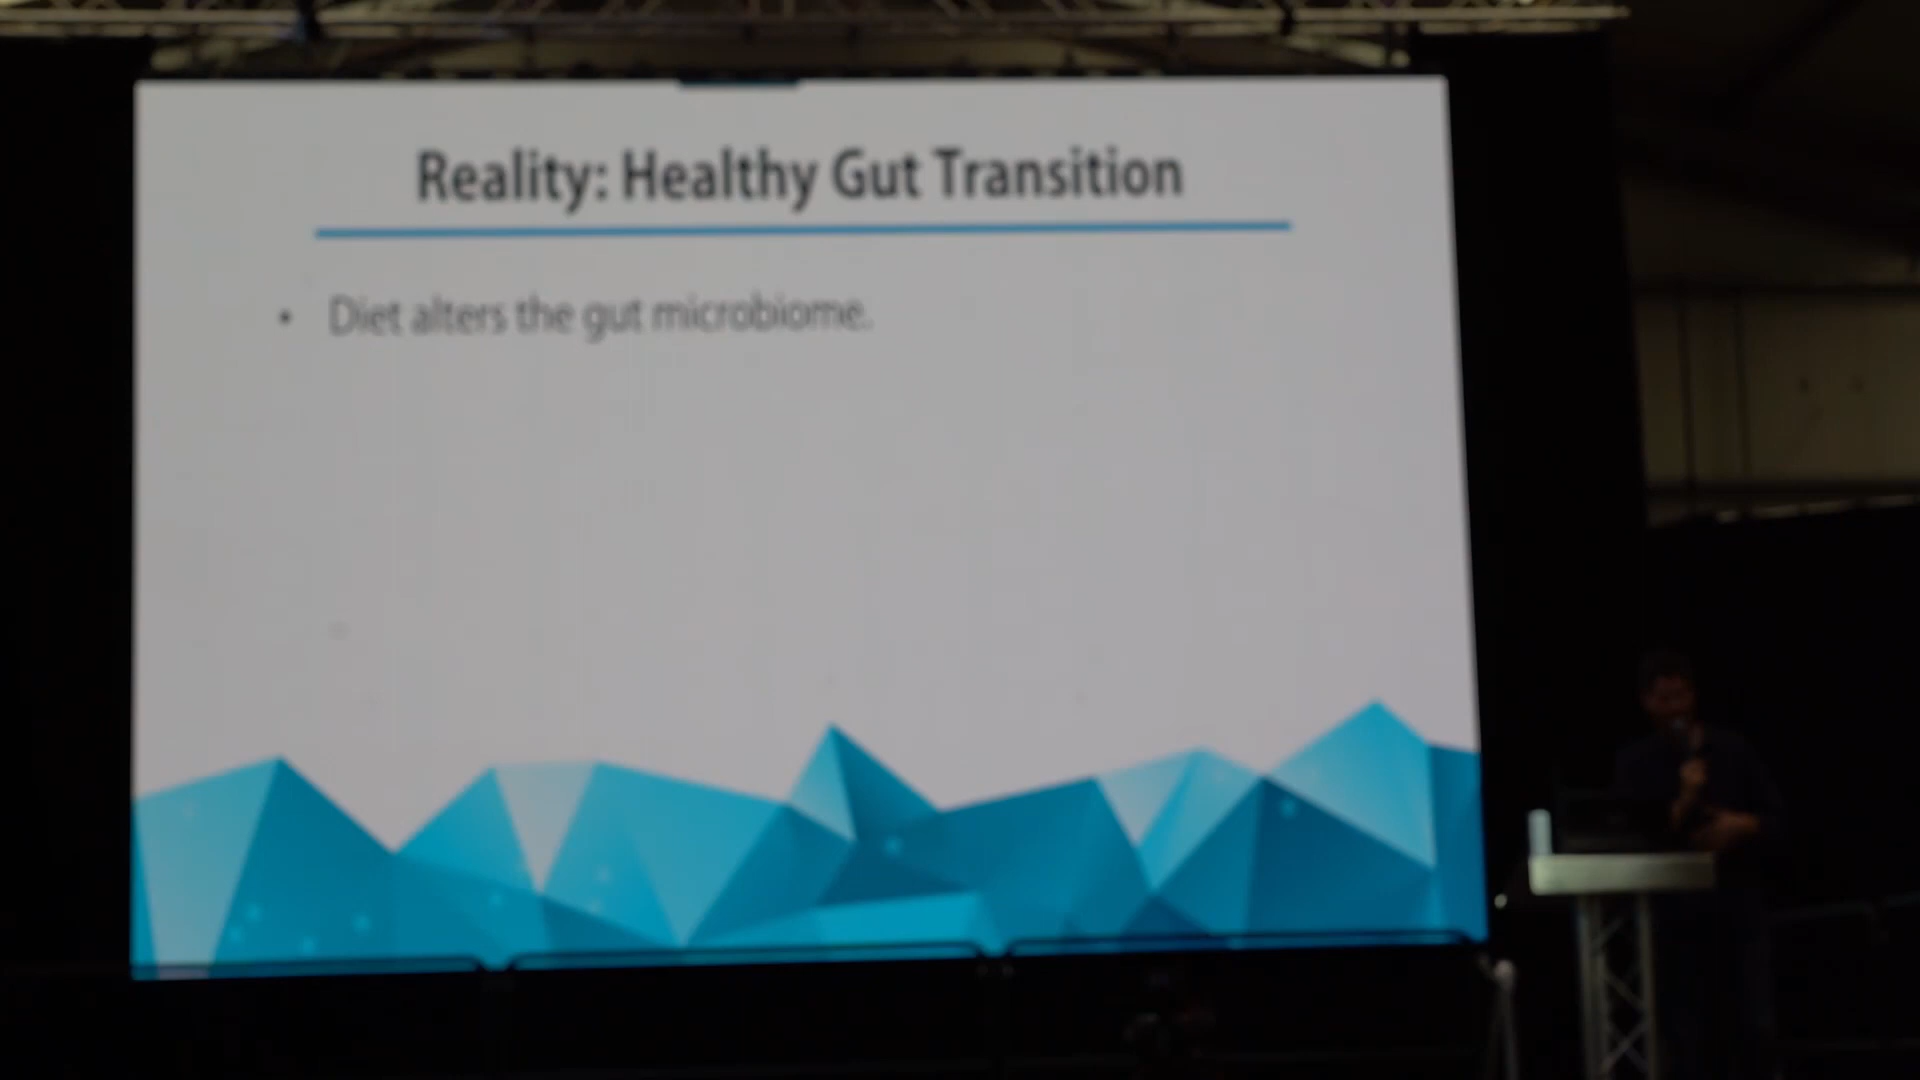 Reality: Healthy Gut Transition
• Diet alters the gut microbiome.